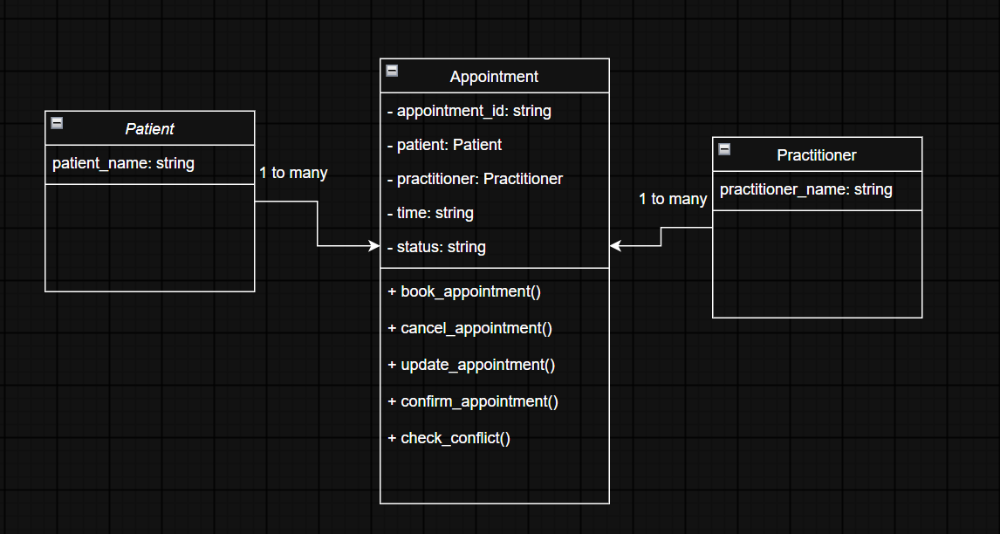 Patient
patient_name: string
1 to many
Appointment
- appointment_id: string
- patient: Patient
- practitioner: Practitioner
- time: string
- status: string
+ book_appointment()
+ cancel_appointment()
+ update_appointment()
+ confirm_appointment()
+ check_conflict()
1 to many
Practitioner
practitioner_name: string